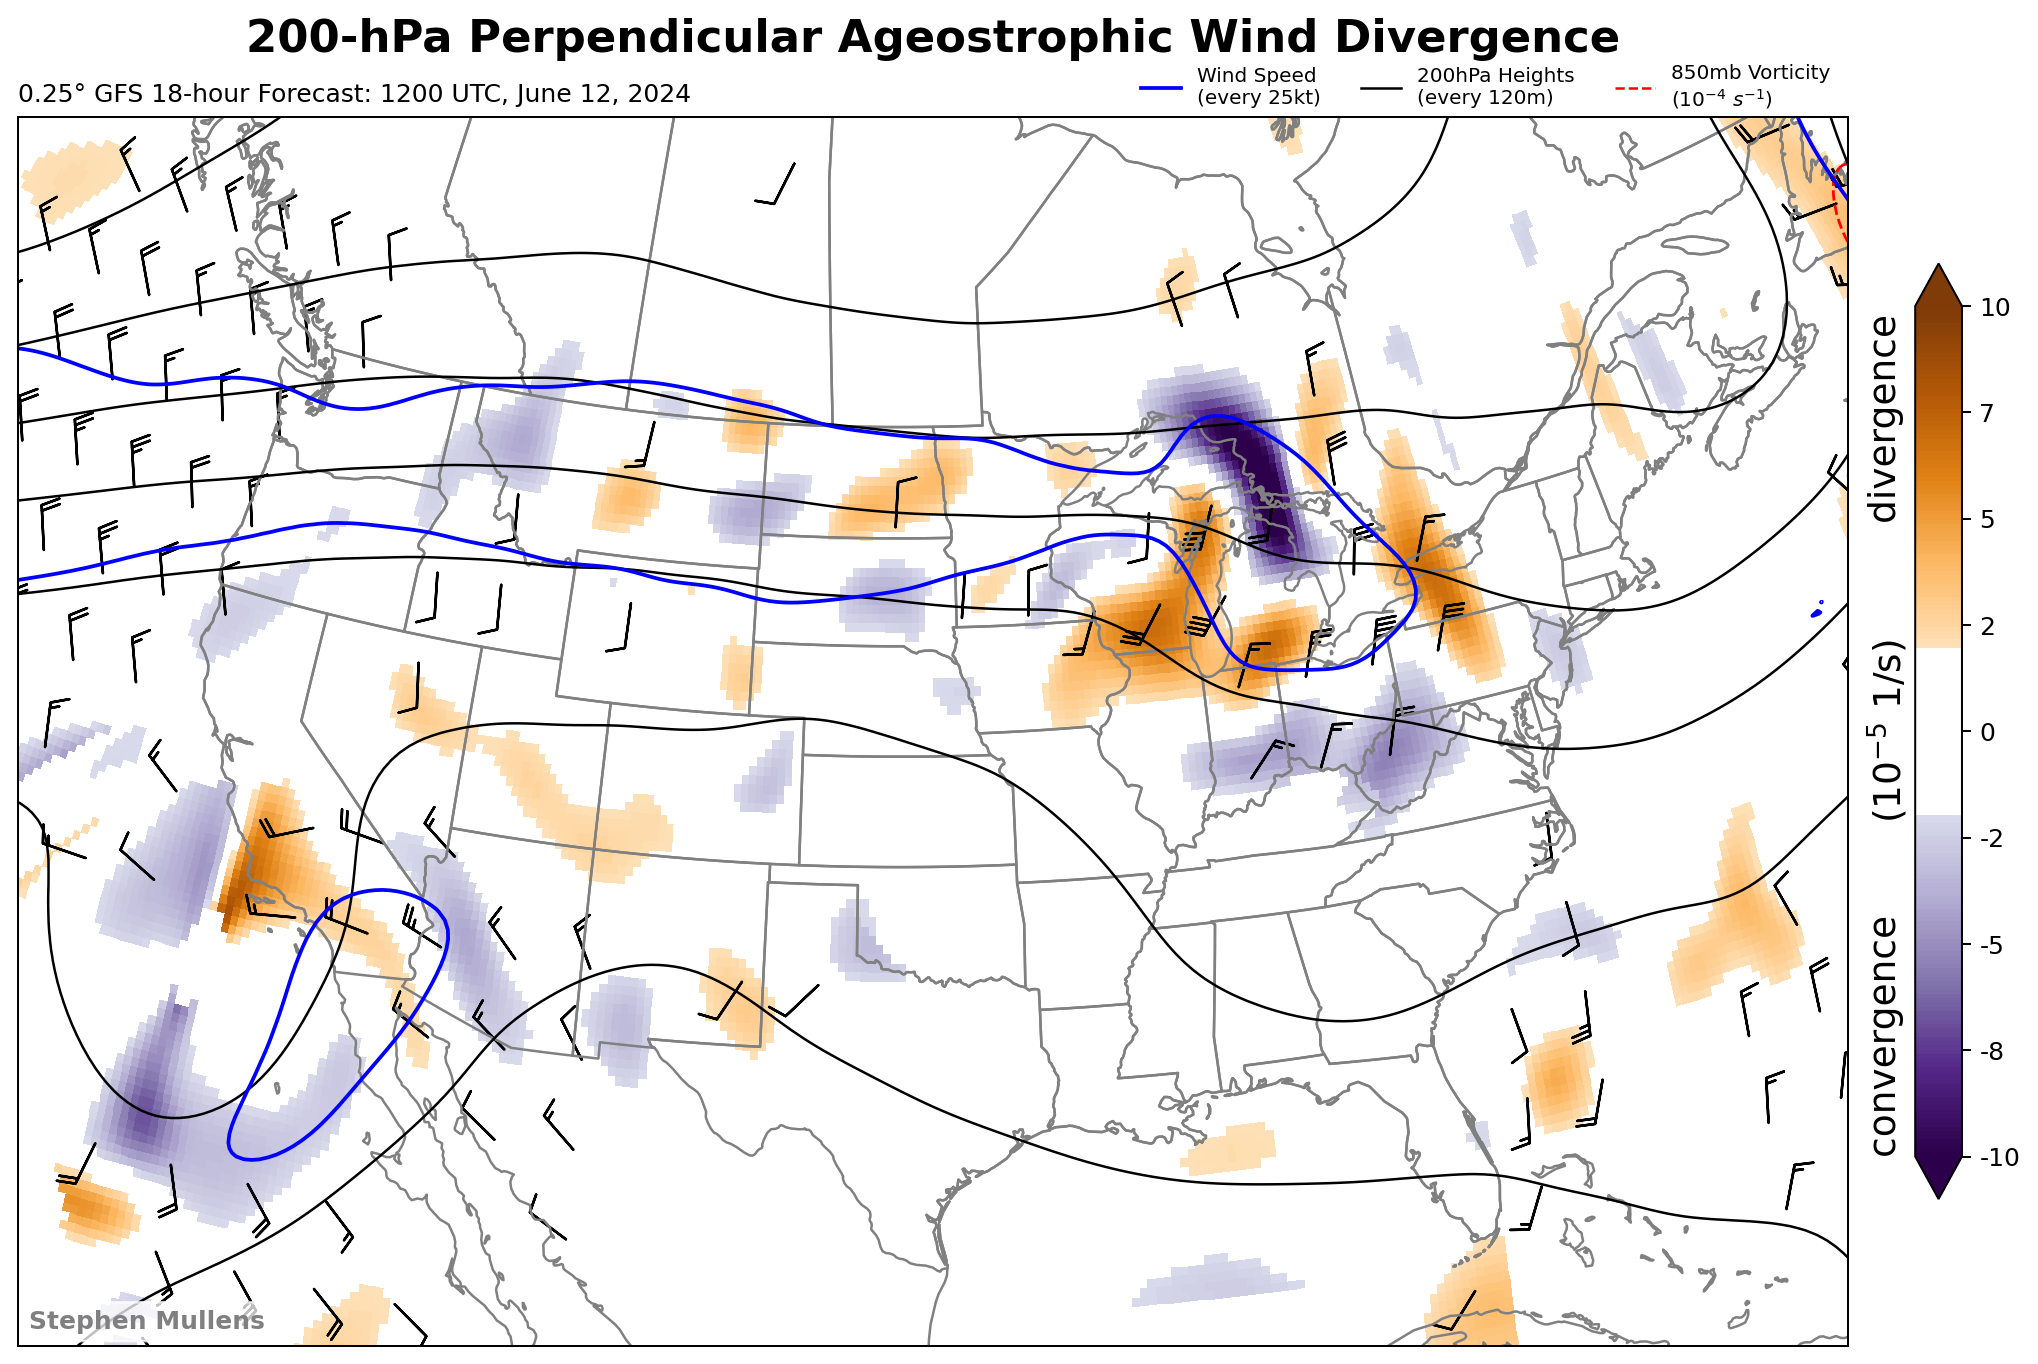 200-hPa Perpendicular Ageostrophic Wind Divergence
0.25° GFS 18-hour Forecast: 1200 UTC, June 12, 2024
Wind Speed
(every 25kt)
200hPa Heights
(every 120m)
850mb Vorticity
(10⁻⁴ s⁻¹)
10
7
5
2
0
-2
-5
-8
-10
convergence (10⁻⁵ 1/s) divergence
Stephen Mullens